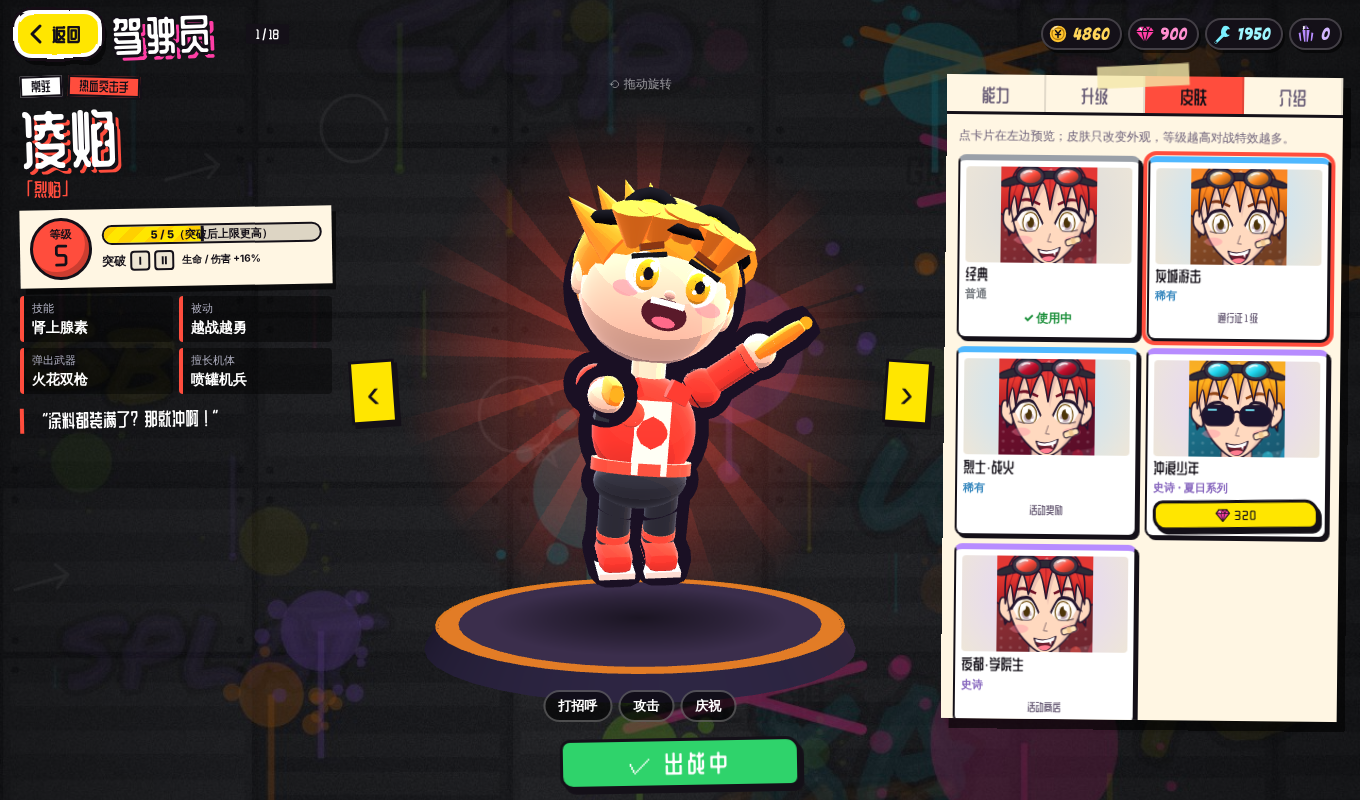 返回
驾驶员
1/18
4860
900
1950
0
常驻
热血突击手
凌焰
「烈焰」
等级
5
5 / 5（突破后上限更高）
突破 I II 生命 / 伤害 +16%
技能
肾上腺素
被动
越战越勇
弹出武器
火花双枪
擅长机体
喷罐机兵
“涂料都装满了？那就冲啊！”
拖动旋转
打招呼
攻击
庆祝
出战中
能力
升级
皮肤
介绍
点卡片在左边预览；皮肤只改变外观，等级越高对战特效越多。
经典
普通
使用中
灰城游击
稀有
通行证 1 级
烈士·战火
稀有
活动奖励
冲浪少年
史诗 · 夏日系列
320
夜都·学院生
史诗
活动商店